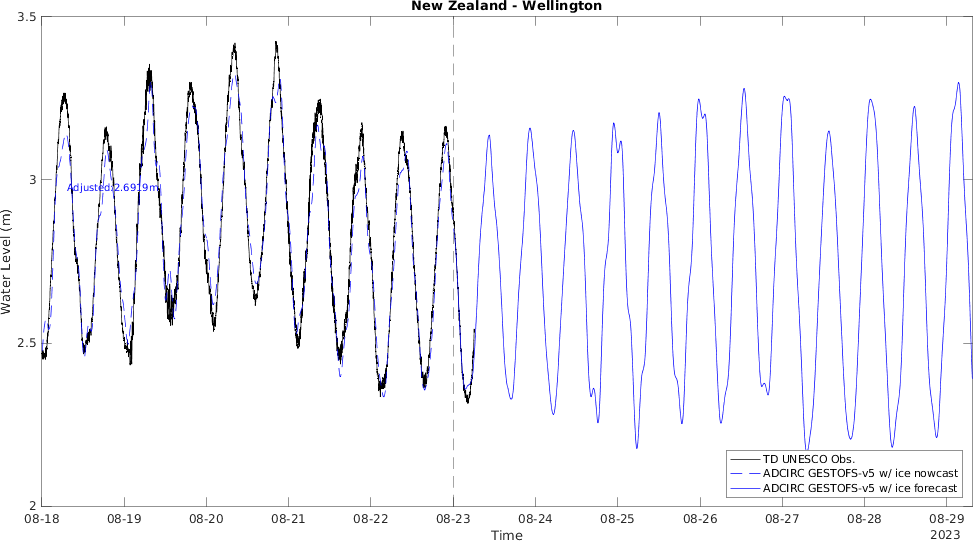 New Zealand - Wellington
3.5
3
2.5
2
Water Level (m)
Adjusted:2.6919m
TD UNESCO Obs.
ADCIRC GESTOFS-v5 w/ ice nowcast
ADCIRC GESTOFS-v5 w/ ice forecast
08-18 08-19 08-20 08-21 08-22 08-23 08-24 08-25 08-26 08-27 08-28 08-29
Time
2023